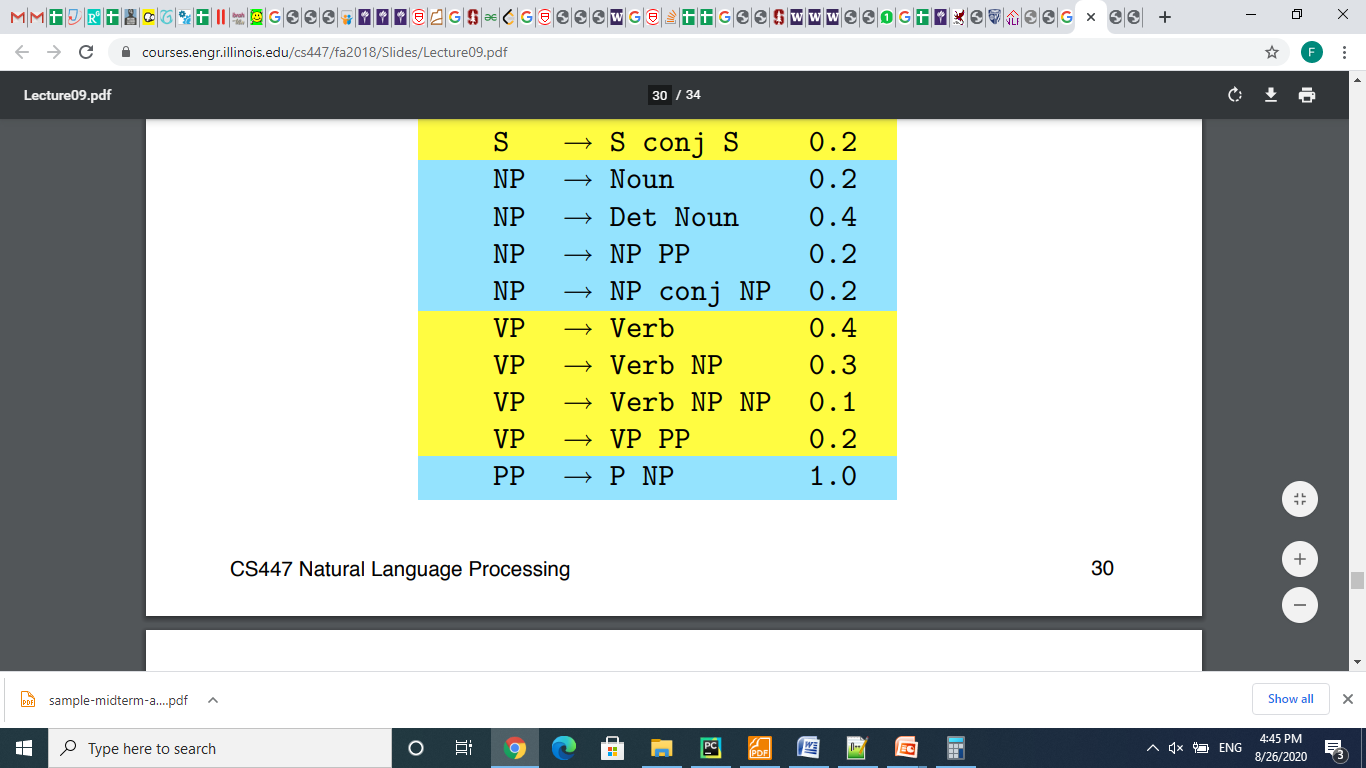 courses.engr.illinois.edu/cs447/fa2018/Slides/Lecture09.pdf
F
Lecture09.pdf
30 / 34
S → S conj S 0.2
NP → Noun 0.2
NP → Det Noun 0.4
NP → NP PP 0.2
NP → NP conj NP 0.2
VP → Verb 0.4
VP → Verb NP 0.3
VP → Verb NP NP 0.1
VP → VP PP 0.2
PP → P NP 1.0
CS447 Natural Language Processing 30
sample-midterm-a....pdf
Show all
Type here to search
ENG
4:45 PM
8/26/2020
3